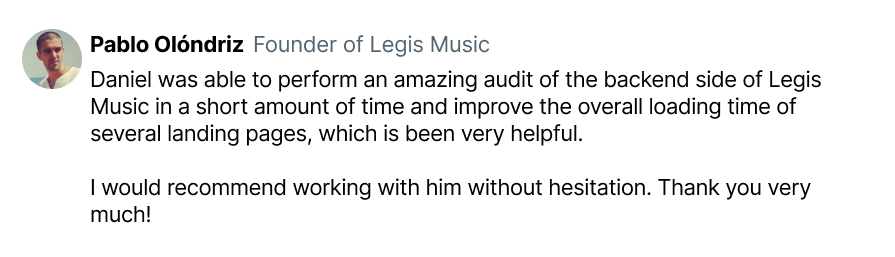 Pablo Olóndriz Founder of Legis Music
Daniel was able to perform an amazing audit of the backend side of Legis
Music in a short amount of time and improve the overall loading time of
several landing pages, which is been very helpful.
I would recommend working with him without hesitation. Thank you very
much!